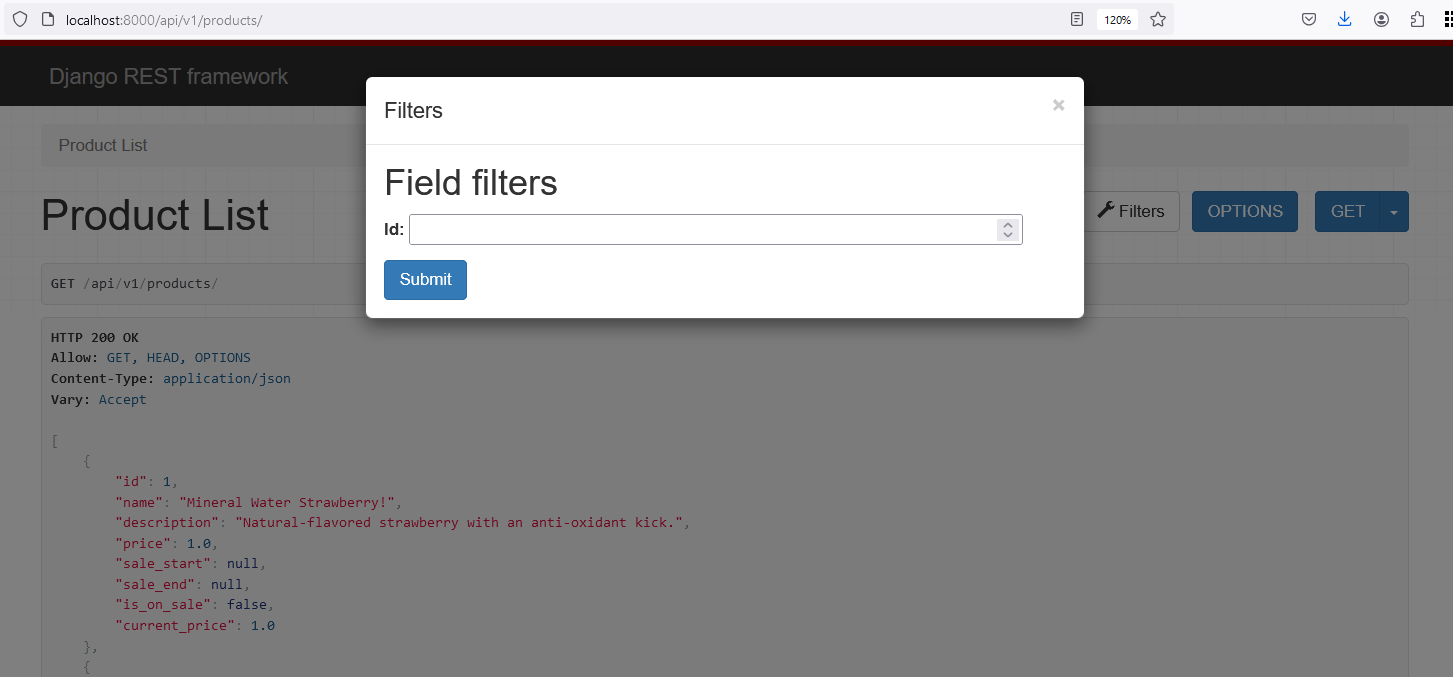 localhost:8000/api/v1/products/
120%
Django REST framework
Filters
×
Product List
Field filters
Product List
Filters
OPTIONS
GET
Id:
Submit
GET /api/v1/products/
HTTP 200 OK
Allow: GET, HEAD, OPTIONS
Content-Type: application/json
Vary: Accept
[
{
"id": 1,
"name": "Mineral Water Strawberry!",
"description": "Natural-flavored strawberry with an anti-oxidant kick.",
"price": 1.0,
"sale_start": null,
"sale_end": null,
"is_on_sale": false,
"current_price": 1.0
},
{